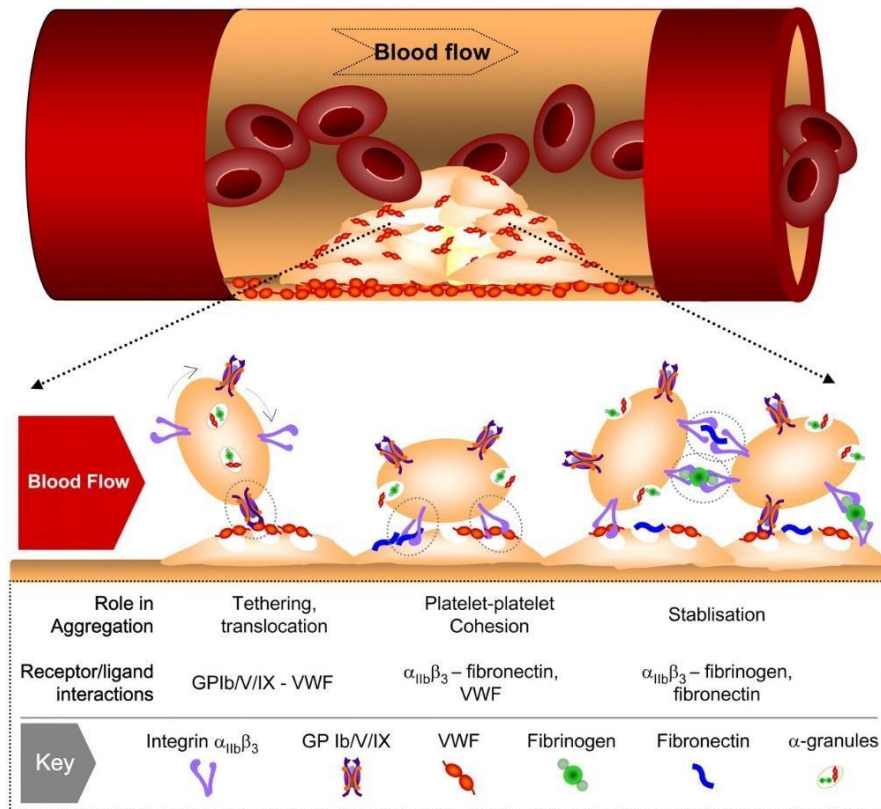 Blood flow
Blood Flow
Role in Aggregation
Tethering, translocation
Platelet-platelet Cohesion
Stablisation
Receptor/ligand interactions
GPIb/V/IX - VWF
αIIbβ3 – fibronectin, VWF
αIIbβ3 – fibrinogen, fibronectin
Key
Integrin αIIbβ3
GP Ib/V/IX
VWF
Fibrinogen
Fibronectin
α-granules